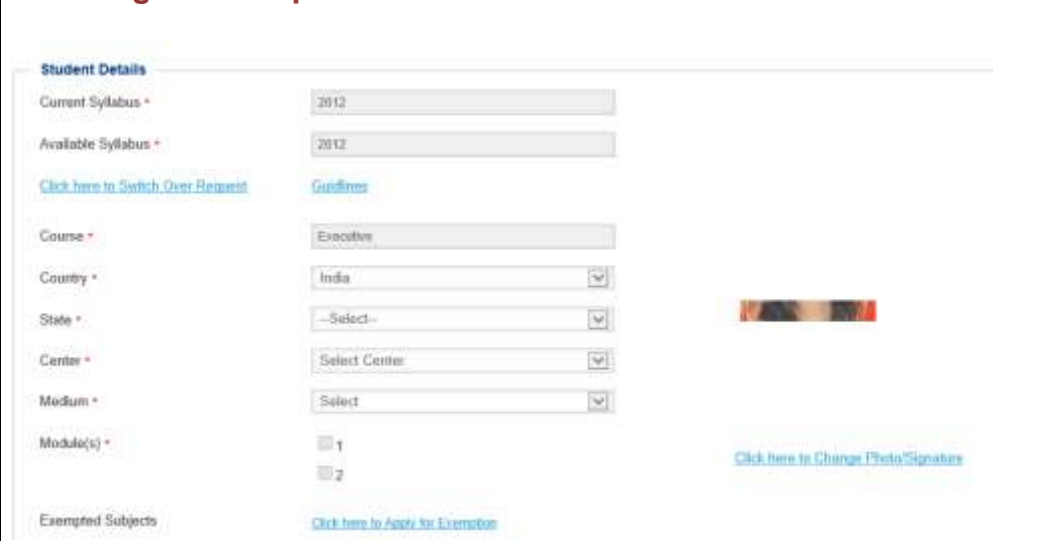 Student Details
Current Syllabus * 2012
Available Syllabus * 2012
Click here to Switch Over Request Guidlines
Course * Executive
Country * India
State * --Select--
Center * Select Center
Medium * Select
Module(s) * 1
2
Click here to Change Photo/Signature
Exempted Subjects Click here to Apply for Exemption